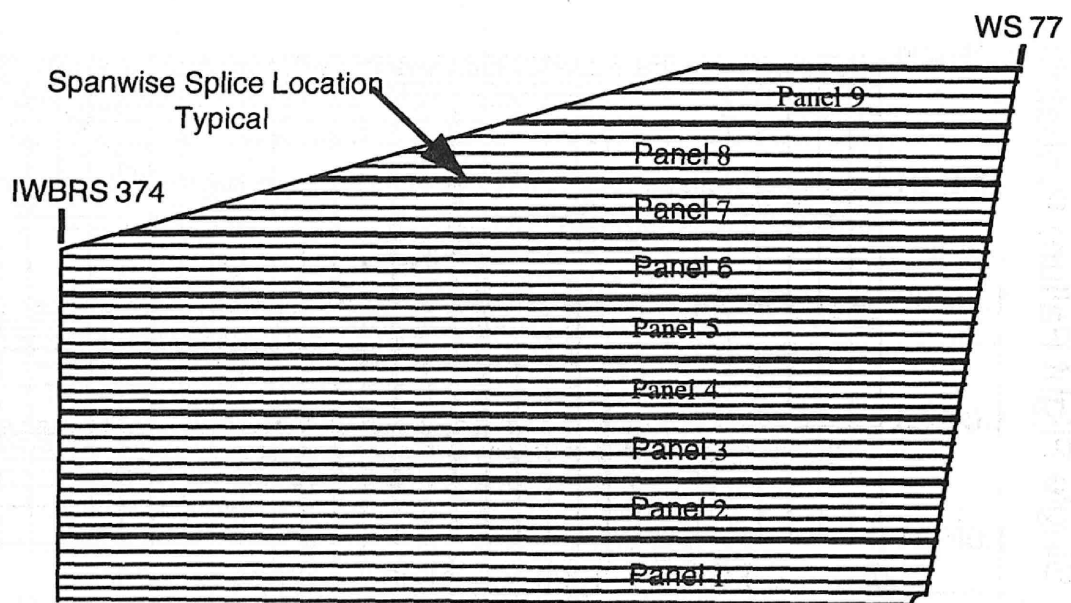 WS 77
Spanwise Splice Location
Typical
Panel 9
Panel 8
IWBRS 374
Panel 7
Panel 6
Panel 5
Panel 4
Panel 3
Panel 2
Panel 1